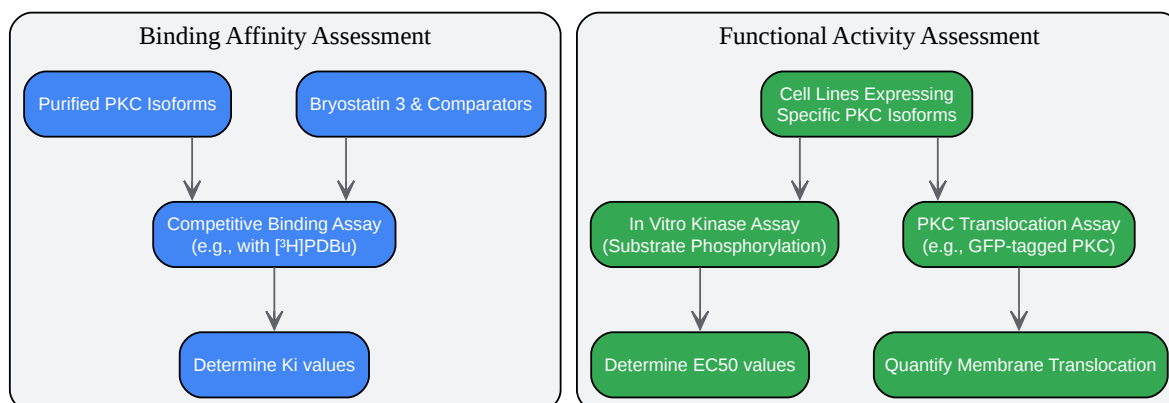 Binding Affinity Assessment
Purified PKC Isoforms
Bryostatin 3 & Comparators
Competitive Binding Assay
(e.g., with [³H]PDBu)
Determine Ki values
Functional Activity Assessment
Cell Lines Expressing
Specific PKC Isoforms
In Vitro Kinase Assay
(Substrate Phosphorylation)
PKC Translocation Assay
(e.g., GFP-tagged PKC)
Determine EC50 values
Quantify Membrane Translocation